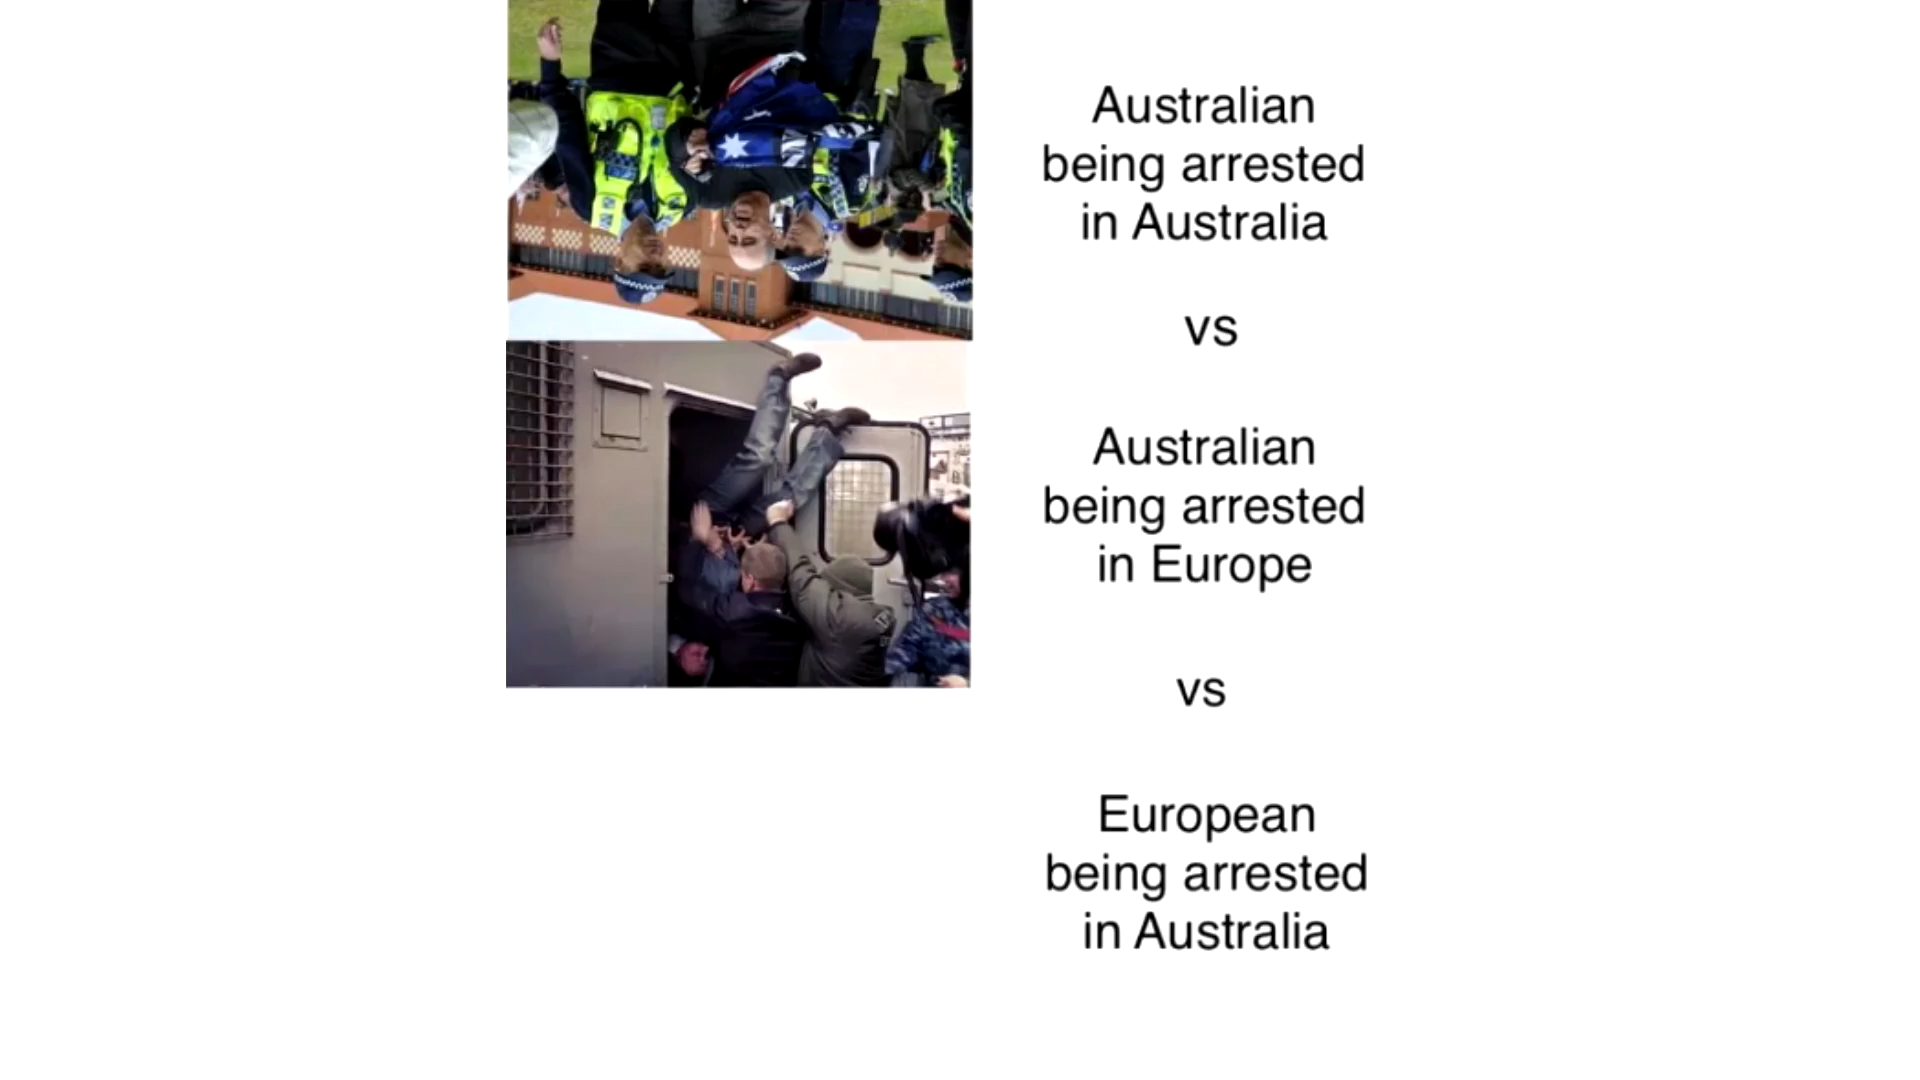 Australian
being arrested
in Australia
vs
Australian
being arrested
in Europe
vs
European
being arrested
in Australia